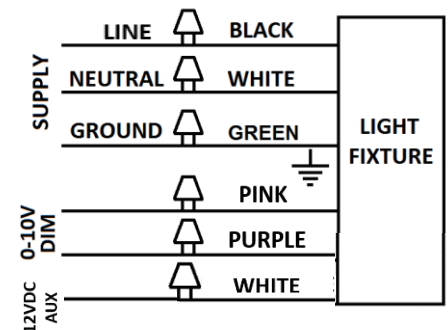 LINE BLACK
NEUTRAL WHITE
GROUND GREEN
SUPPLY
PINK
PURPLE
0-10V
DIM
WHITE
12VDC
AUX
LIGHT
FIXTURE